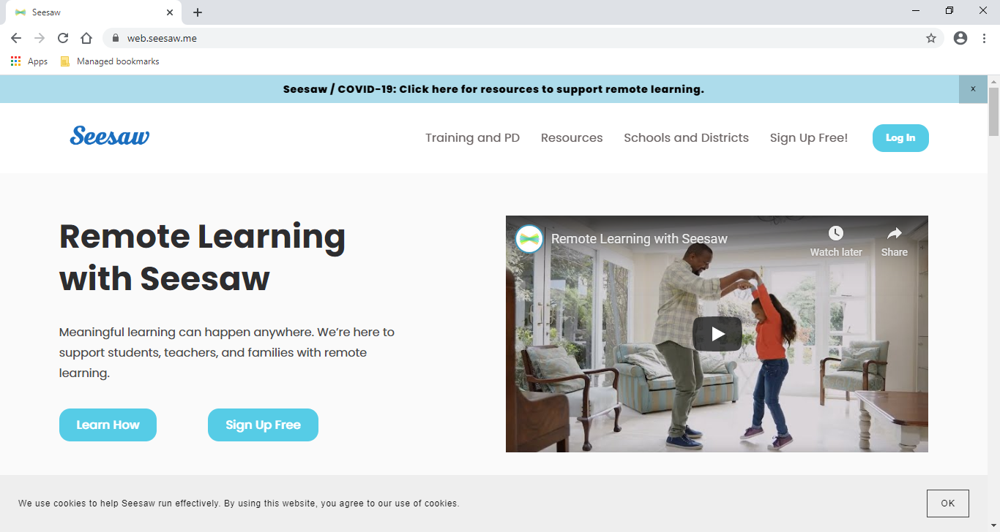 Seesaw
web.seesaw.me
Apps
Managed bookmarks
Seesaw / COVID-19: Click here for resources to support remote learning.
x
Seesaw
Training and PD
Resources
Schools and Districts
Sign Up Free!
Log In
Remote Learning
with Seesaw
Meaningful learning can happen anywhere. We’re here to
support students, teachers, and families with remote
learning.
Learn How
Sign Up Free
Remote Learning with Seesaw
Watch later
Share
We use cookies to help Seesaw run effectively. By using this website, you agree to our use of cookies.
OK